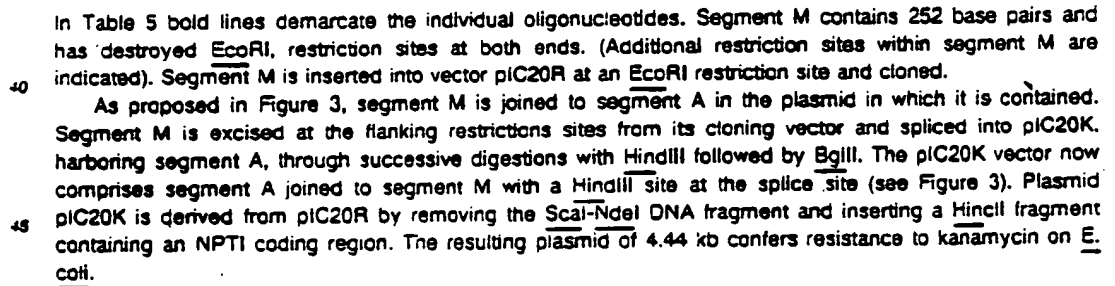 In Table 5 bold lines demarcate the individual oligonucleotides. Segment M contains 252 base pairs and
has destroyed EcoRI, restriction sites at both ends. (Additional restriction sites within segment M are
40 indicated). Segment M is inserted into vector pIC20R at an EcoRI restriction site and cloned.
As proposed in Figure 3, segment M is joined to segment A in the plasmid in which it is contained.
Segment M is excised at the flanking restrictions sites from its cloning vector and spliced into pIC20K.
harboring segment A, through successive digestions with HindIII followed by BglII. The pIC20K vector now
comprises segment A joined to segment M with a HindIII site at the splice site (see Figure 3). Plasmid
45 pIC20K is derived from pIC20R by removing the ScaI-NdeI DNA fragment and inserting a HincII fragment
containing an NPTI coding region. The resulting plasmid of 4.44 kb confers resistance to kanamycin on E.
coli.